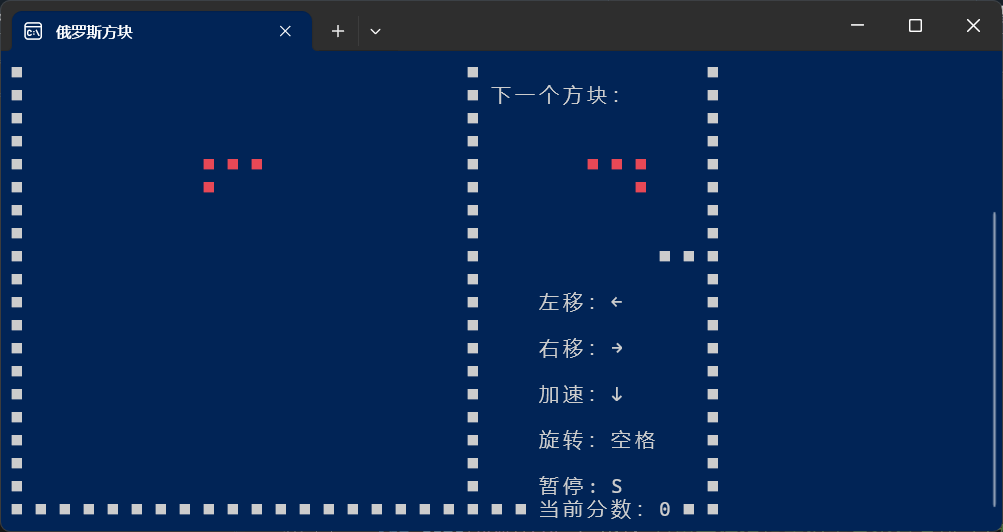 俄罗斯方块
下一个方块:
左移: ←
右移: →
加速: ↓
旋转: 空格
暂停: S
当前分数: 0